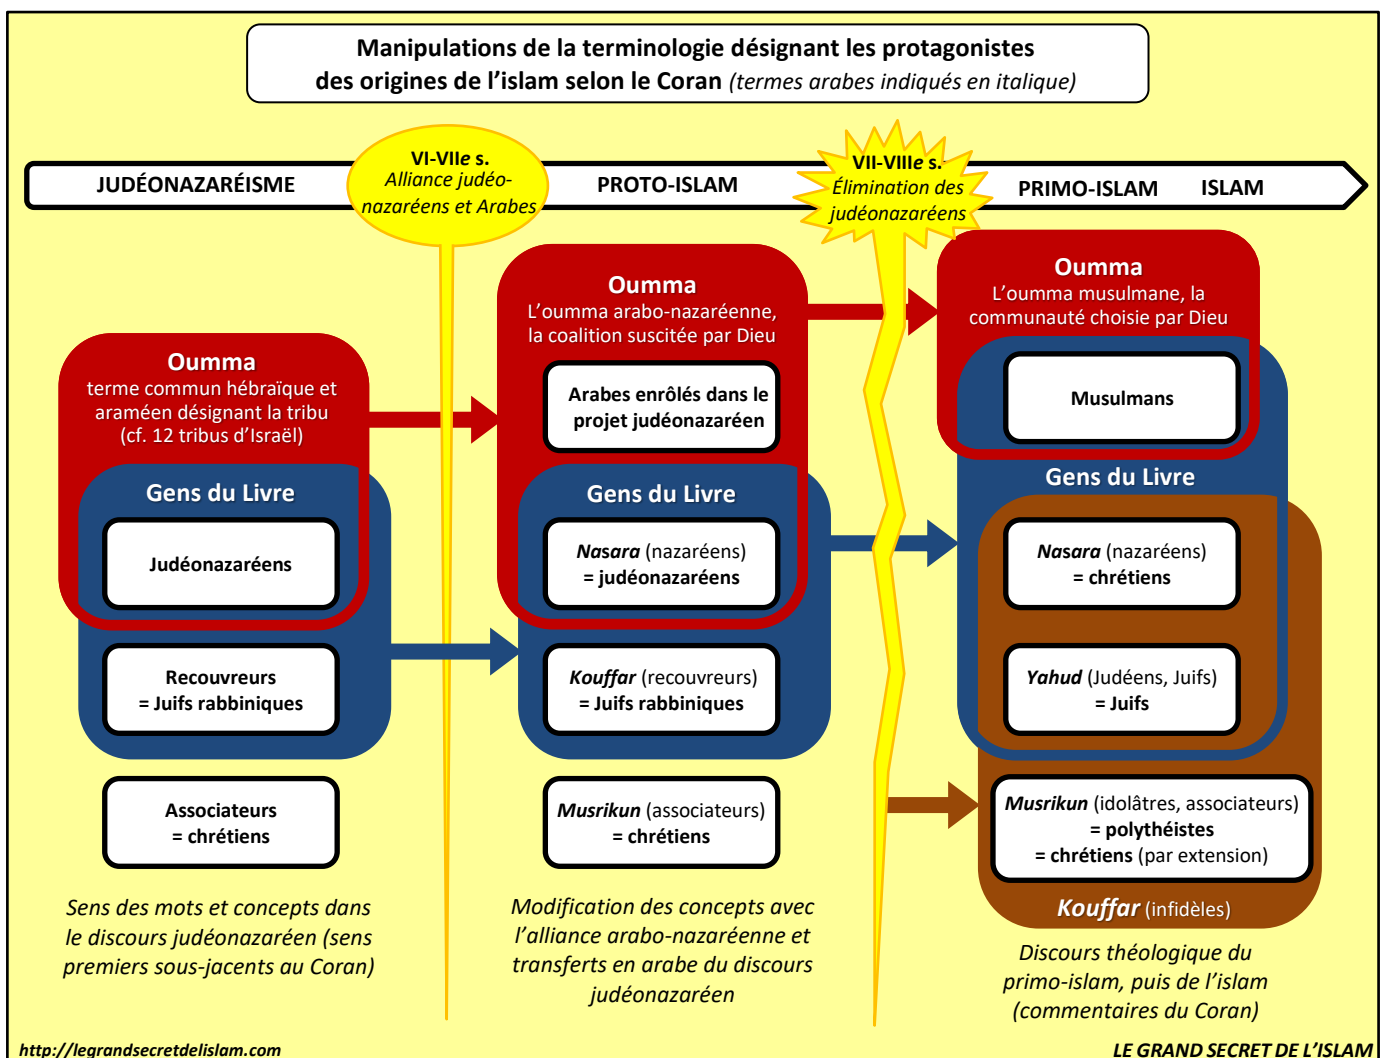 Manipulations de la terminologie désignant les protagonistes
des origines de l'islam selon le Coran (termes arabes indiqués en italique)
JUDÉONAZARÉISME
VI-VIIe s.
Alliance judéo-
nazaréens et Arabes
PROTO-ISLAM
VII-VIIIe s.
Élimination des
judéonazaréens
PRIMO-ISLAM
ISLAM
Oumma
terme commun hébraïque et
araméen désignant la tribu
(cf. 12 tribus d'Israël)
Gens du Livre
Judéonazaréens
Recouvreurs
= Juifs rabbiniques
Associateurs
= chrétiens
Sens des mots et concepts dans
le discours judéonazaréen (sens
premiers sous-jacents au Coran)
Oumma
L'oumma arabo-nazaréenne,
la coalition suscitée par Dieu
Arabes enrôlés dans le
projet judéonazaréen
Gens du Livre
Nasara (nazaréens)
= judéonazaréens
Kouffar (recouvreurs)
= Juifs rabbiniques
Musrikun (associateurs)
= chrétiens
Modification des concepts avec
l'alliance arabo-nazaréenne et
transferts en arabe du discours
judéonazaréen
Oumma
L'oumma musulmane, la
communauté choisie par Dieu
Musulmans
Gens du Livre
Nasara (nazaréens)
= chrétiens
Yahud (Judéens, Juifs)
= Juifs
Musrikun (idolâtres, associateurs)
= polythéistes
= chrétiens (par extension)
Kouffar (infidèles)
Discours théologique du
primo-islam, puis de l'islam
(commentaires du Coran)
http://legrandsecretdelislam.com
LE GRAND SECRET DE L'ISLAM